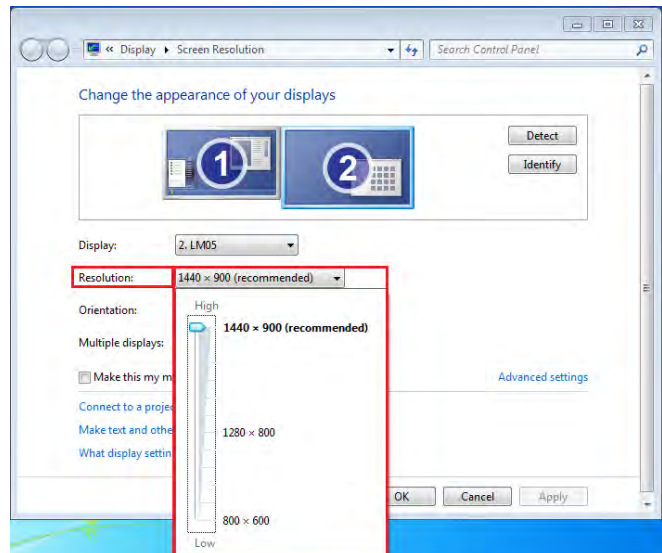 « Display ▸ Screen Resolution
Search Control Panel
Change the appearance of your displays
1
2
Detect
Identify
Display: 2. LM05
Resolution: 1440 × 900 (recommended)
Orientation:
High
1440 × 900 (recommended)
Multiple displays:
Make this my m
Advanced settings
Connect to a proje
Make text and othe
1280 × 800
What display settin
OK Cancel Apply
800 × 600
Low